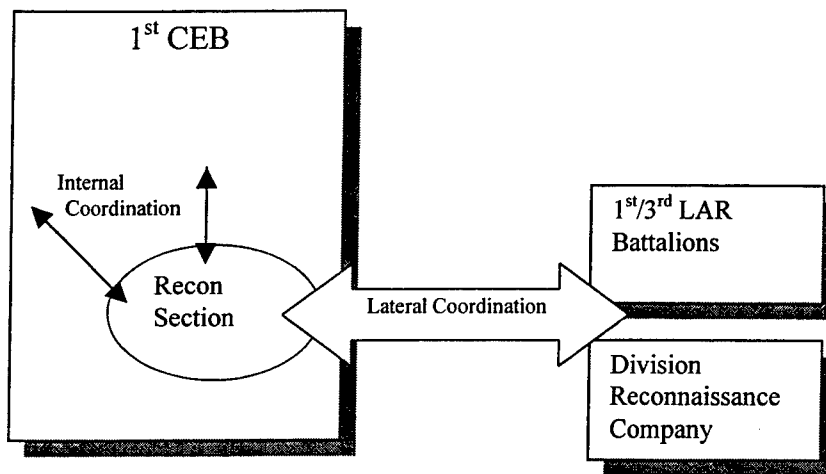 1st CEB
Internal
Coordination
Recon
Section
Lateral Coordination
1st/3rd LAR
Battalions
Division
Reconnaissance
Company